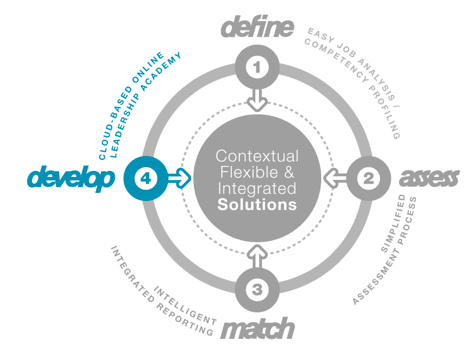 define
1
EASY JOB ANALYSIS /
COMPETENCY PROFILING
2
assess
SIMPLIFIED
ASSESSMENT PROCESS
3
match
INTELLIGENT
INTEGRATED REPORTING
develop
4
CLOUD-BASED ONLINE
LEADERSHIP ACADEMY
Contextual
Flexible &
Integrated
Solutions